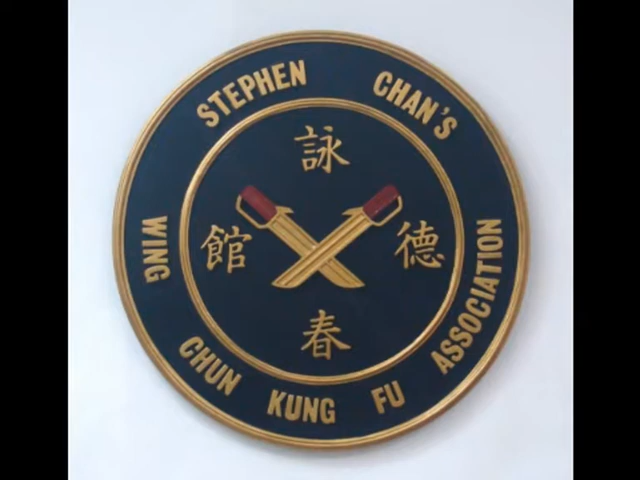 STEPHEN CHAN'S
WING CHUN KUNG FU ASSOCIATION
詠
館 德
春